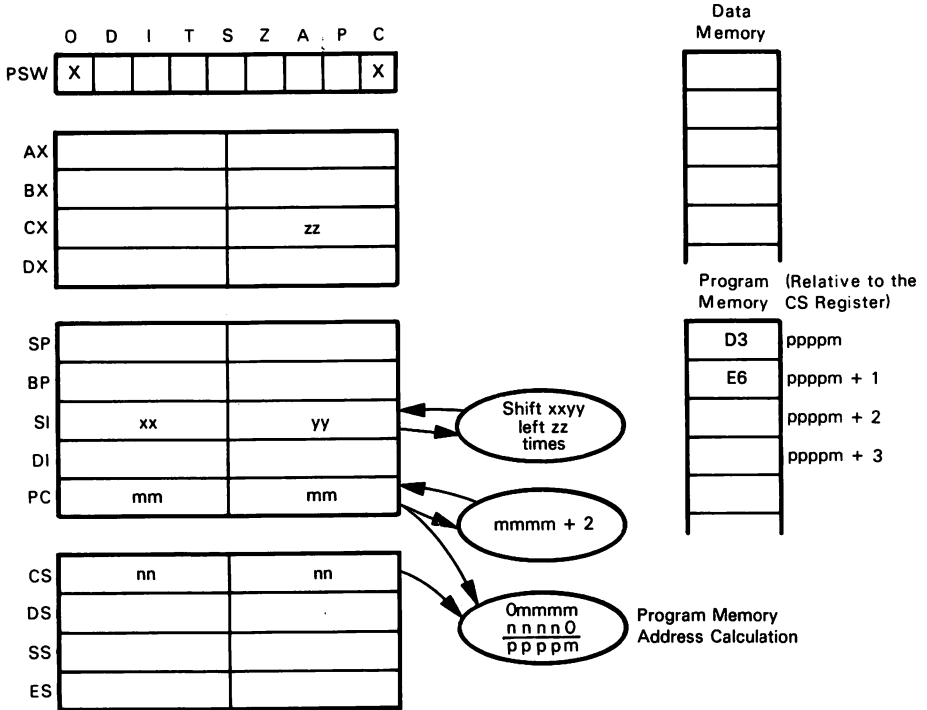 O D I T S Z A P C
PSW X X
AX
BX
CX zz
DX
SP
BP
SI xx yy
DI
PC mm mm
CS nn nn
DS
SS
ES
Shift xxyy
left zz
times
mmmm + 2
0mmmm
nnnn0
ppppm
Program Memory
Address Calculation
Data
Memory
Program (Relative to the
Memory CS Register)
D3 ppppm
E6 ppppm + 1
ppppm + 2
ppppm + 3